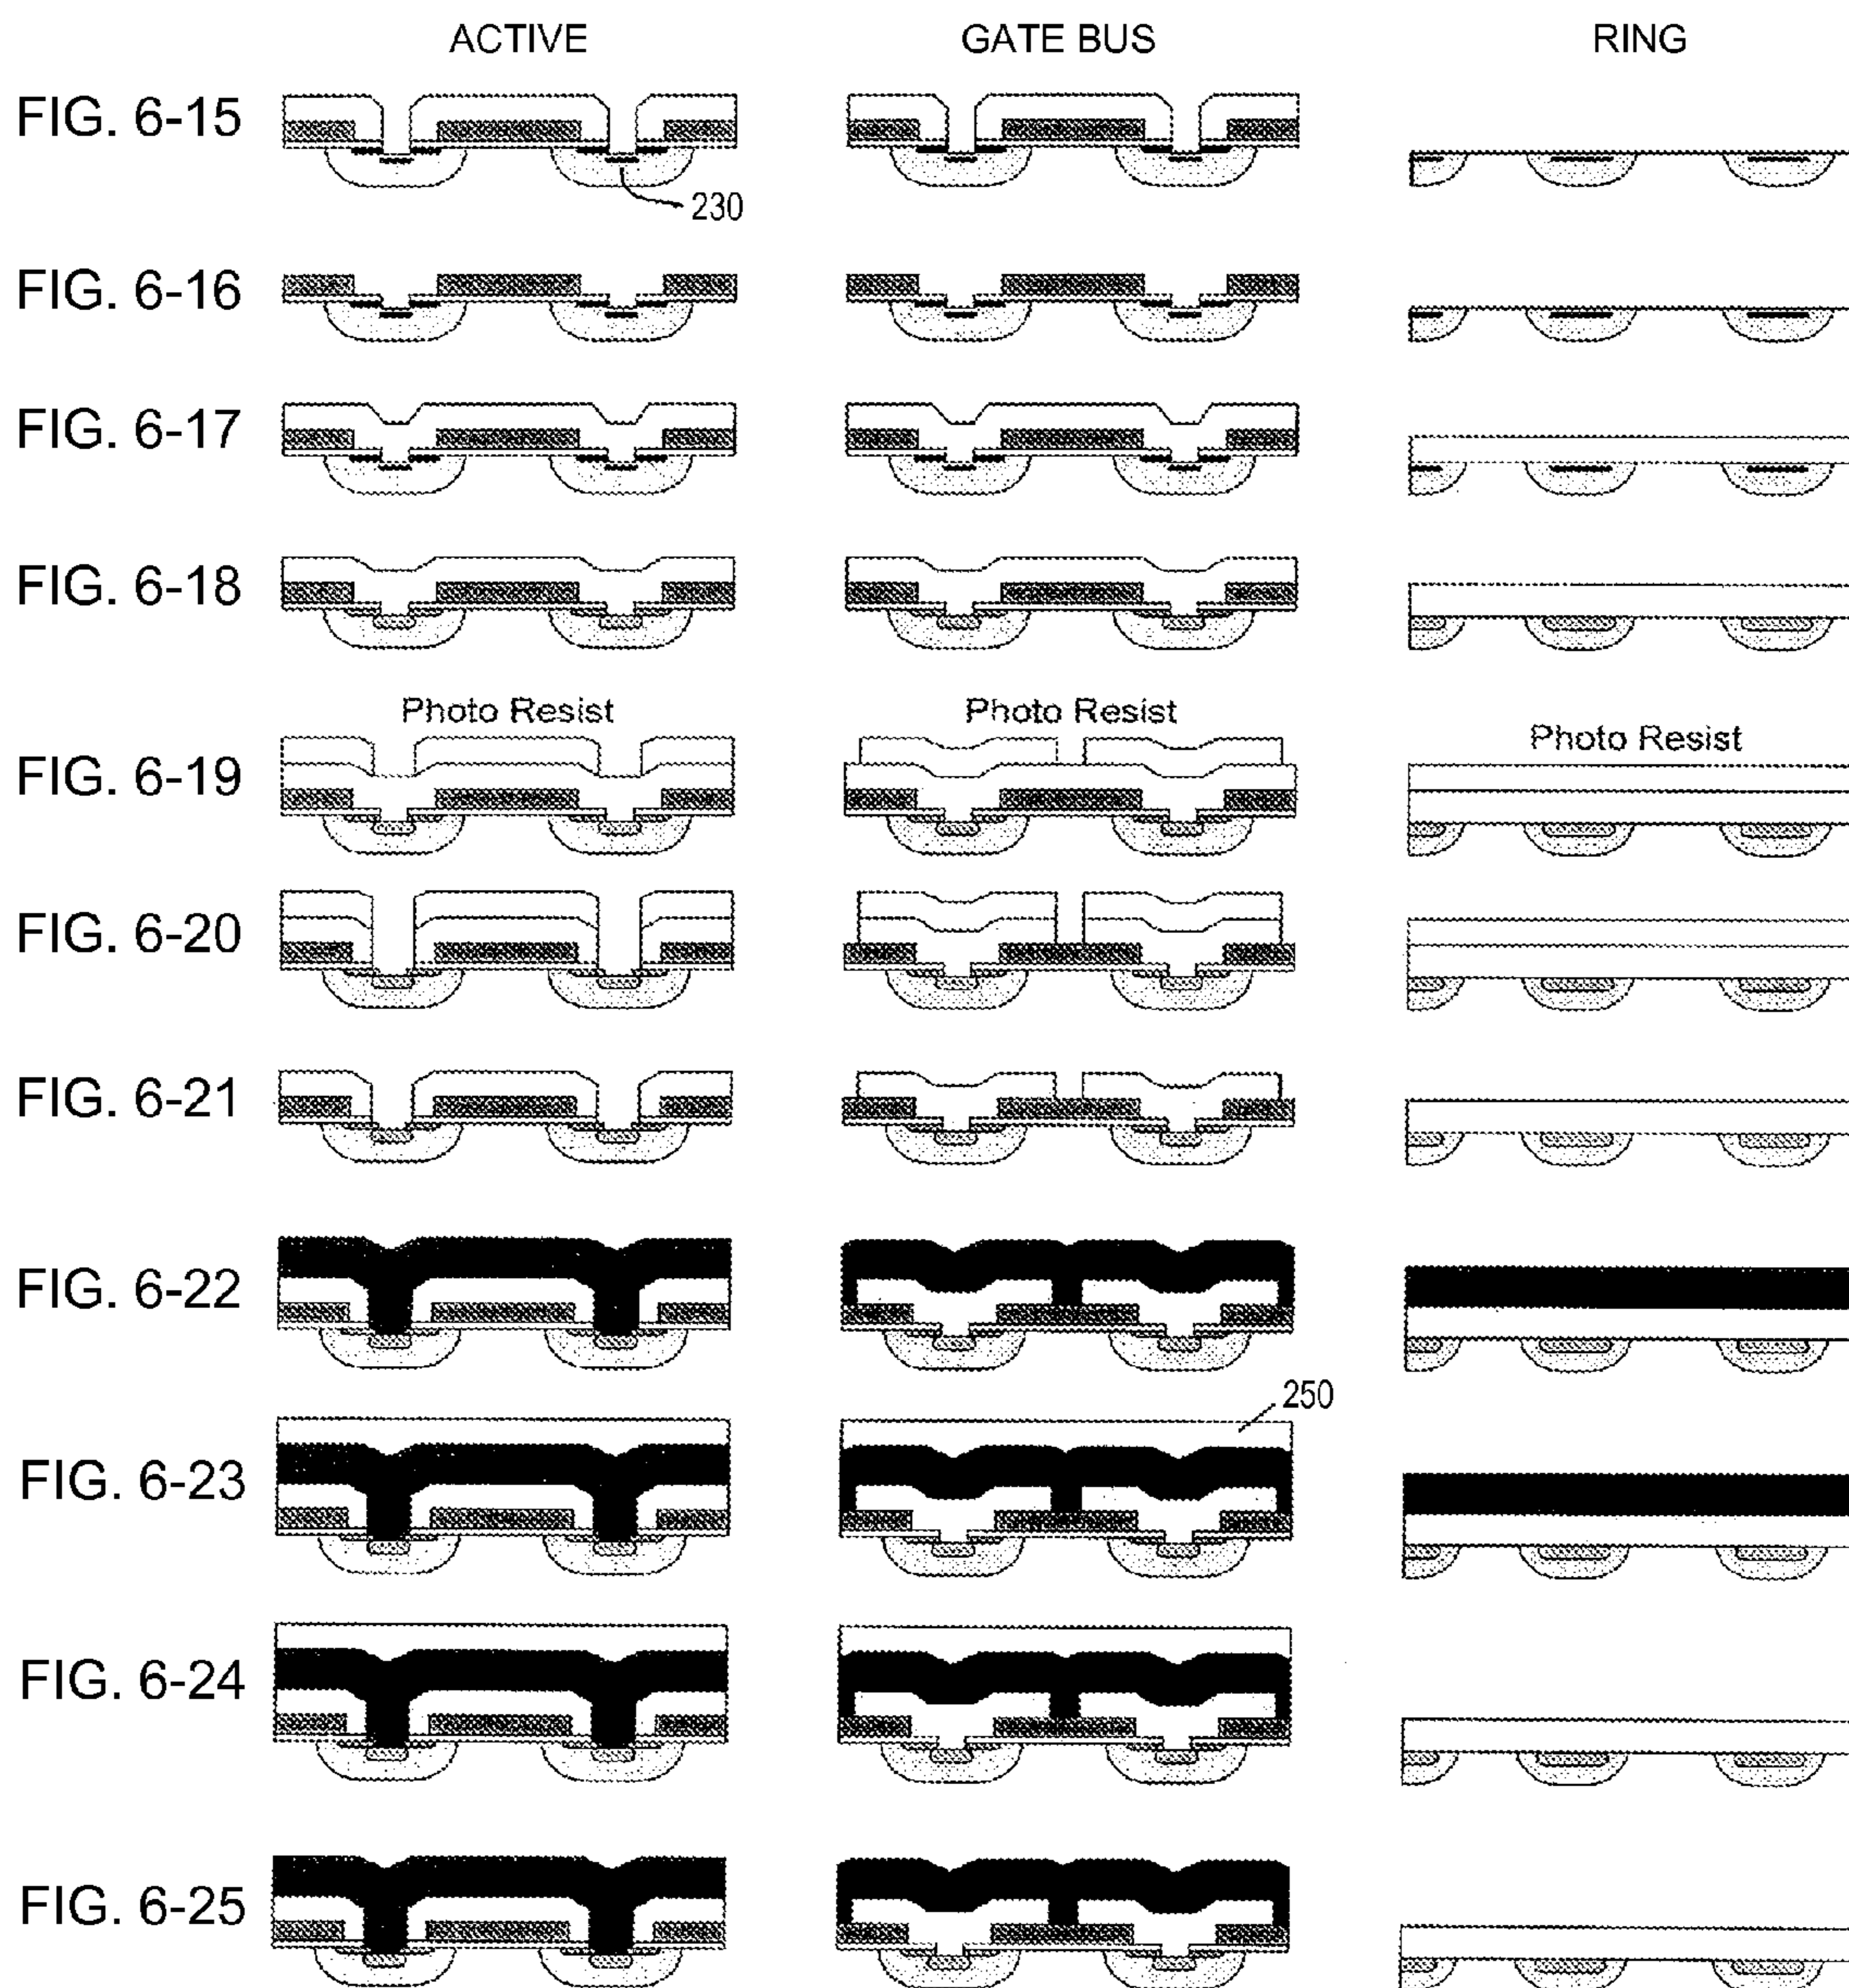 ACTIVE GATE BUS RING
FIG. 6-15
230
FIG. 6-16
FIG. 6-17
FIG. 6-18
Photo Resist Photo Resist Photo Resist
FIG. 6-19
FIG. 6-20
FIG. 6-21
FIG. 6-22
250
FIG. 6-23
FIG. 6-24
FIG. 6-25